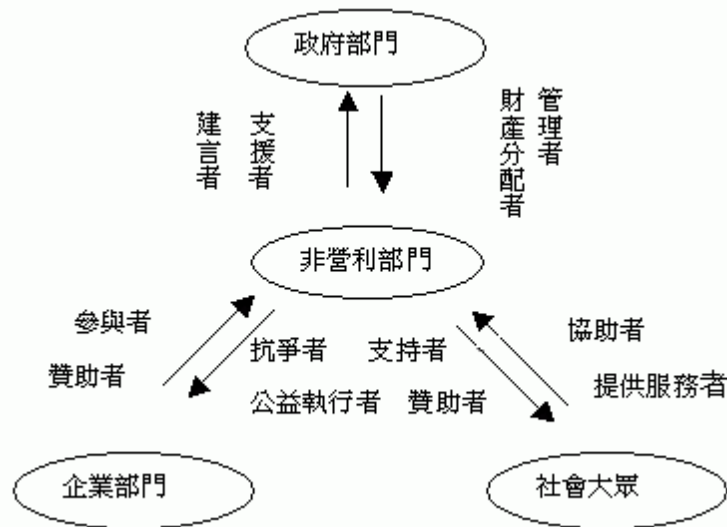 政府部門
建言者
支援者
財產分配者
管理者
非營利部門
參與者
贊助者
抗爭者
公益執行者
支持者
贊助者
協助者
提供服務者
企業部門
社會大眾